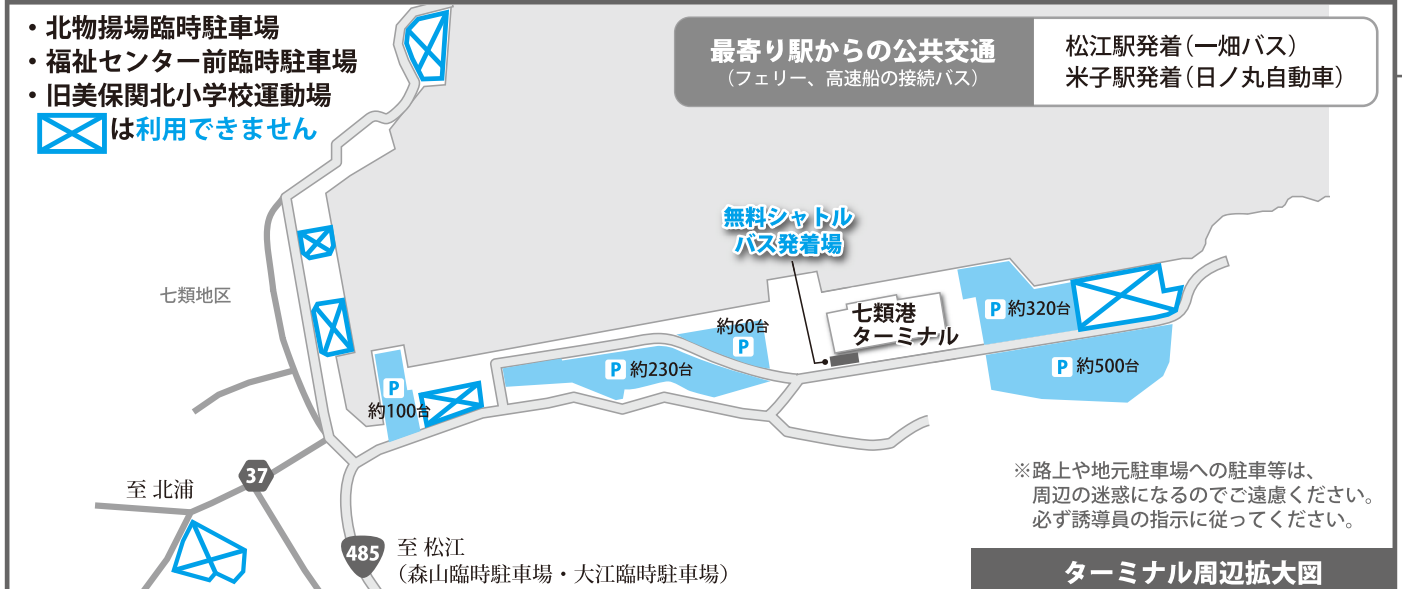 ・北物揚場臨時駐車場
・福祉センター前臨時駐車場
・旧美保関北小学校運動場
は利用できません
最寄り駅からの公共交通
（フェリー、高速船の接続バス）
松江駅発着（一畑バス）
米子駅発着（日ノ丸自動車）
無料シャトル
バス発着場
七類地区
七類港
ターミナル
P 約320台
約60台
P
P 約230台
P 約500台
P
約100台
37
至 北浦
485
至 松江
（森山臨時駐車場・大江臨時駐車場）
※路上や地元駐車場への駐車等は、
周辺の迷惑になるのでご遠慮ください。
必ず誘導員の指示に従ってください。
ターミナル周辺拡大図